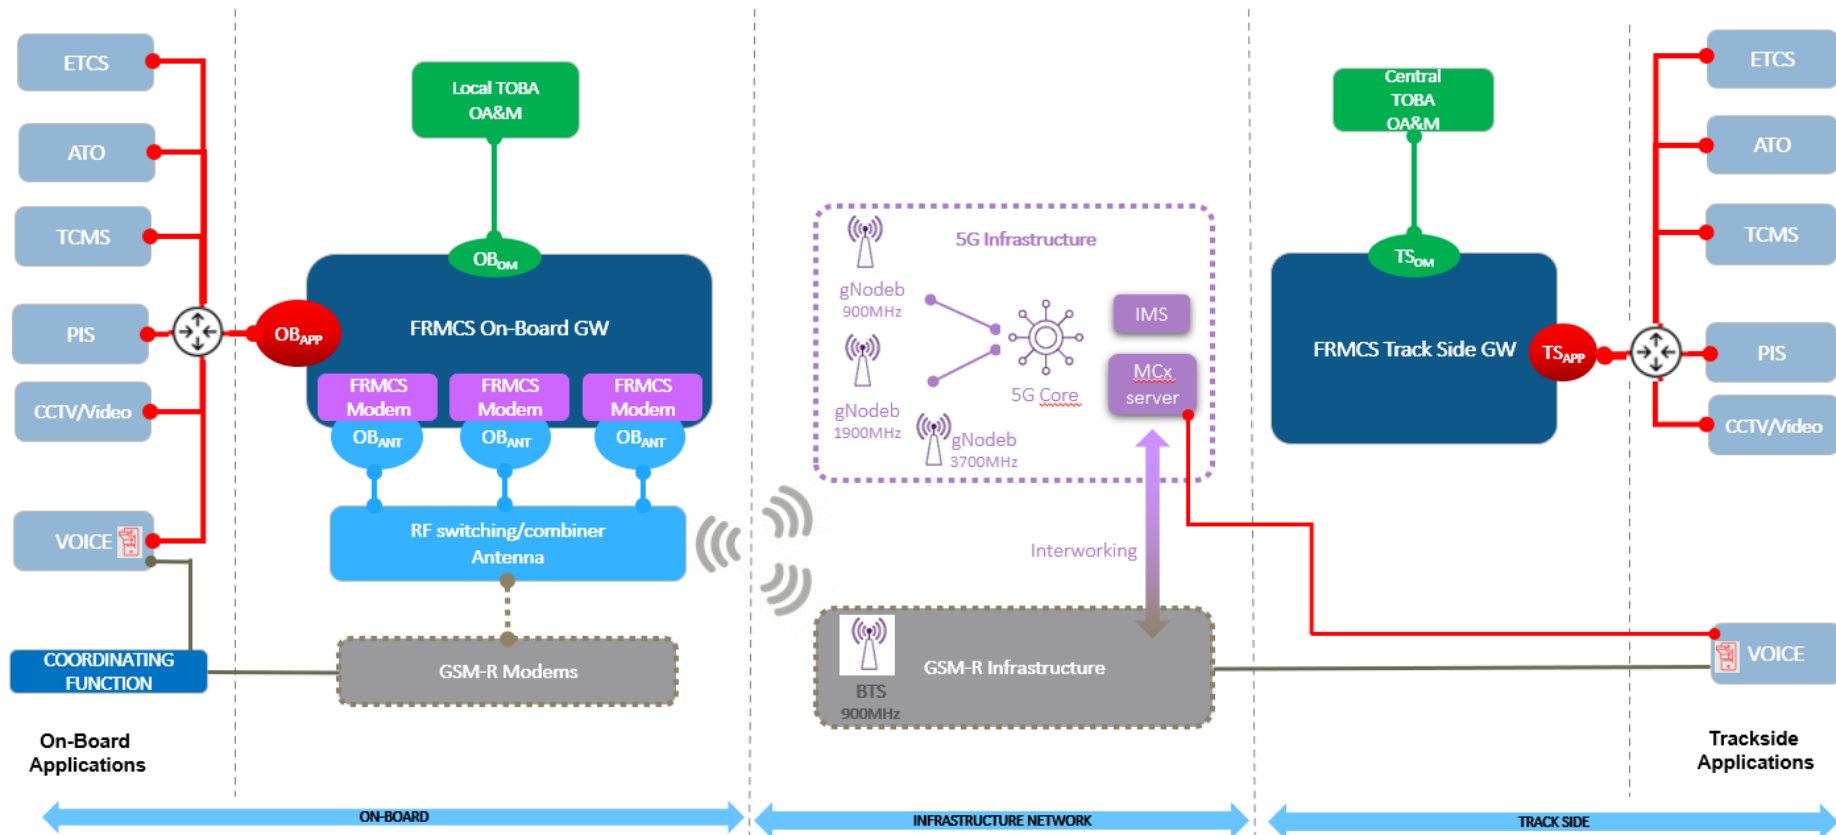 ETCS
ATO
TCMS
PIS
CCTV/Video
VOICE
COORDINATING
FUNCTION
On-Board
Applications
Local TOBA
OA&M
OBOM
FRMCS On-Board GW
OBAPP
FRMCS
Modem
FRMCS
Modem
FRMCS
Modem
OBANT
OBANT
OBANT
RF switching/combiner
Antenna
GSM-R Modems
5G Infrastructure
gNodeb
900MHz
gNodeb
1900MHz
gNodeb
3700MHz
5G Core
IMS
MCx
server
Interworking
GSM-R Infrastructure
BTS
900MHz
Central
TOBA
OA&M
TSOM
FRMCS Track Side GW
TSAPP
ETCS
ATO
TCMS
PIS
CCTV/Video
VOICE
Trackside
Applications
ON-BOARD
INFRASTRUCTURE NETWORK
TRACK SIDE